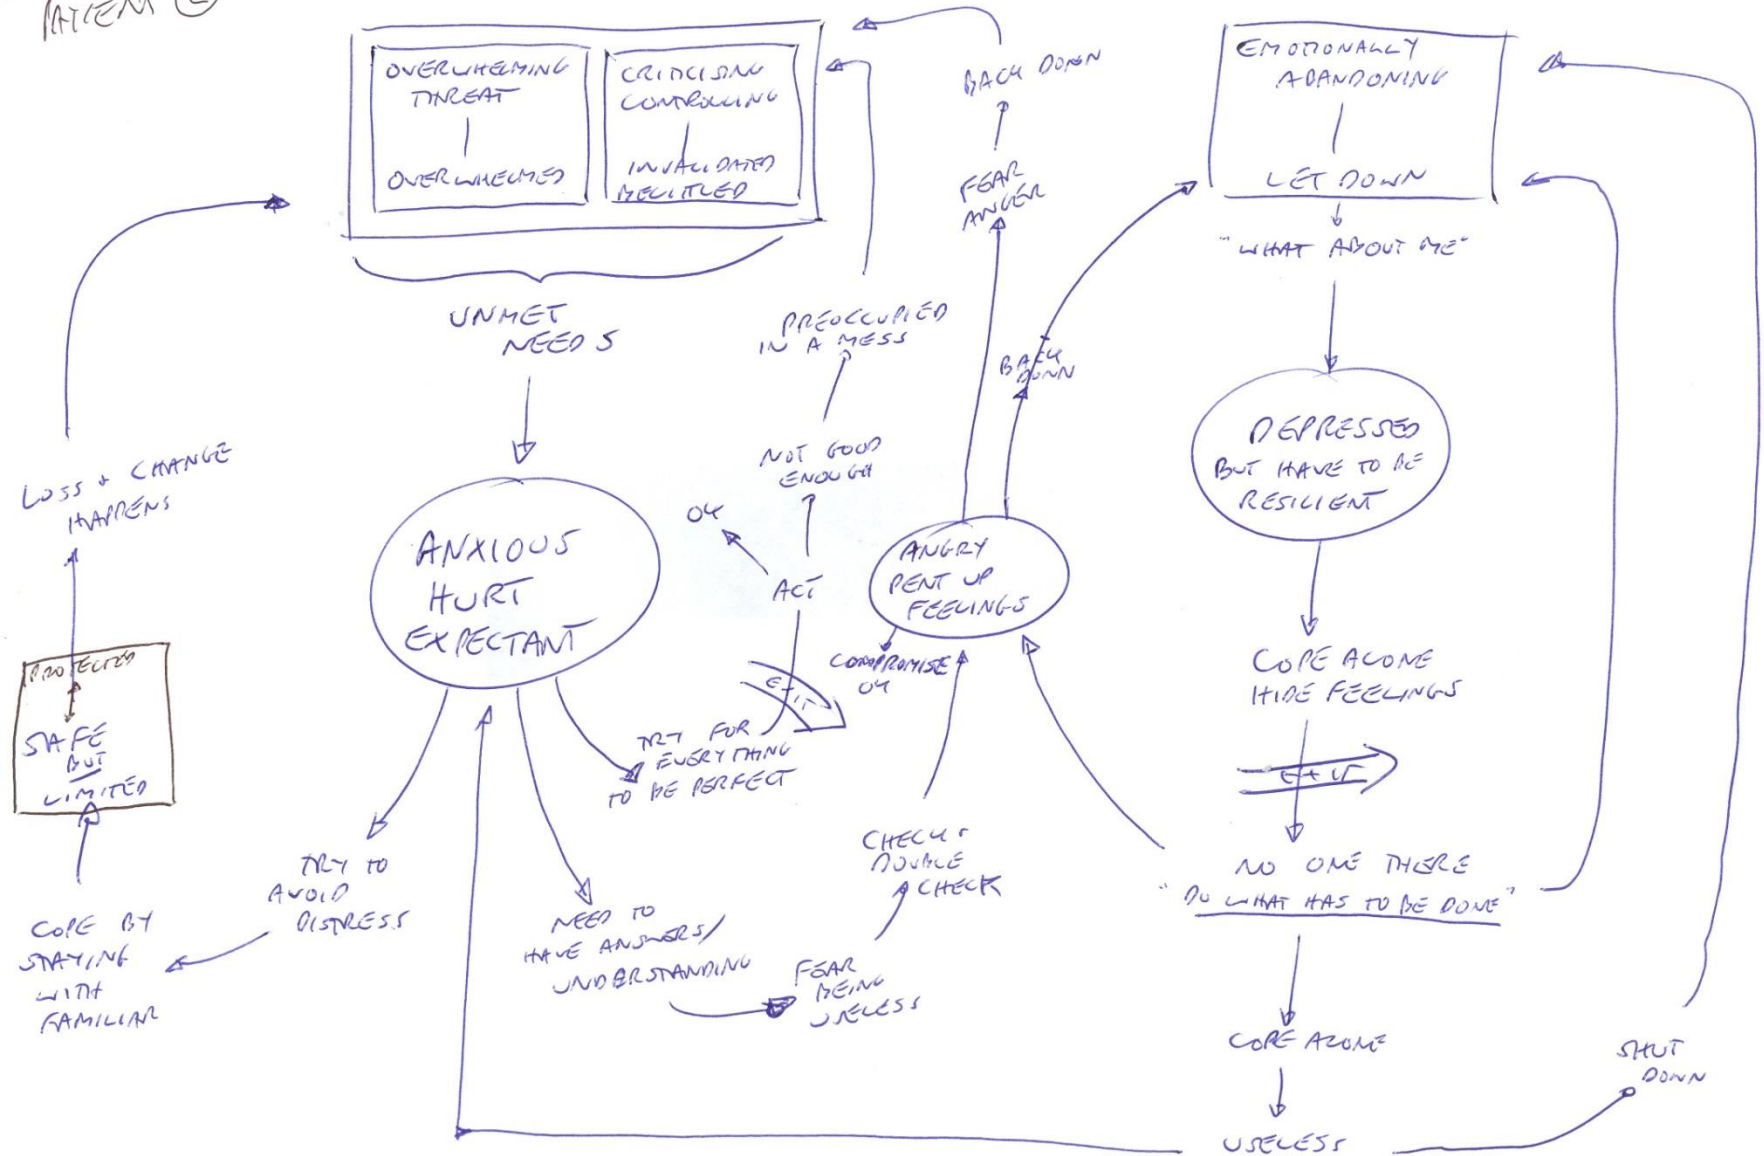 PATIENT 2
OVERWHELMING
THREAT
OVERWHELMED
CRITICISING
CONTROLLING
INVALIDATED
BELITTLED
UNMET
NEEDS
ANXIOUS
HURT
EXPECTANT
LOSS + CHANGE
HAPPENS
PROTECTED
SAFE
BUT
LIMITED
COPE BY
STAYING
WITH
FAMILIAR
TRY TO
AVOID
DISTRESS
NEED TO
HAVE ANSWERS/
UNDERSTANDING
FEAR
BEING
USELESS
CHECK +
DOUBLE
CHECK
TRY FOR
EVERYTHING
TO BE PERFECT
EXIT
ACT
OK
NOT GOOD
ENOUGH
PREOCCUPIED
IN A MESS
ANGRY
PENT UP
FEELINGS
COMPROMISE
OK
FEAR
ANGER
BACK DOWN
BACK
DOWN
EMOTIONALLY
ABANDONING
LET DOWN
"WHAT ABOUT ME"
DEPRESSED
BUT HAVE TO BE
RESILIENT
COPE ALONE
HIDE FEELINGS
EXIT
NO ONE THERE
"DO WHAT HAS TO BE DONE"
COPE ALONE
USELESS
SHUT
DOWN